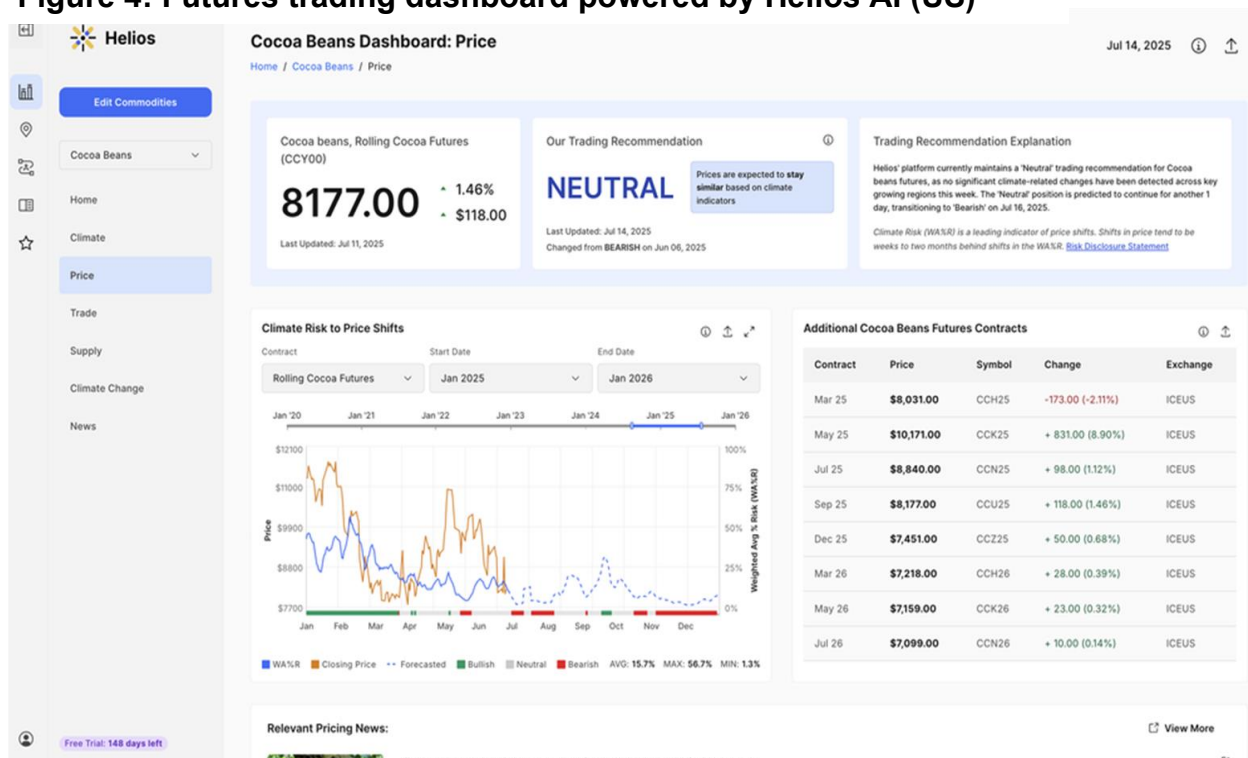 Figure 4: Futures trading dashboard powered by Helios AI (US)
Helios
Cocoa Beans Dashboard: Price
Jul 14, 2025
Home / Cocoa Beans / Price
Edit Commodities
Cocoa Beans
Home
Climate
Price
Trade
Supply
Climate Change
News
Free Trial: 148 days left
Cocoa beans, Rolling Cocoa Futures
(CCY00)
8177.00
1.46%
$118.00
Last Updated: Jul 11, 2025
Our Trading Recommendation
NEUTRAL
Prices are expected to stay
similar based on climate
indicators
Last Updated: Jul 14, 2025
Changed from BEARISH on Jun 06, 2025
Trading Recommendation Explanation
Helios' platform currently maintains a 'Neutral' trading recommendation for Cocoa
beans futures, as no significant climate-related changes have been detected across key
growing regions this week. The 'Neutral' position is predicted to continue for another 1
day, transitioning to 'Bearish' on Jul 16, 2025.
Climate Risk (WA%R) is a leading indicator of price shifts. Shifts in price tend to be
weeks to two months behind shifts in the WA%R. Risk Disclosure Statement
Climate Risk to Price Shifts
Contract Start Date End Date
Rolling Cocoa Futures Jan 2025 Jan 2026
Jan '20 Jan '21 Jan '22 Jan '23 Jan '24 Jan '25 Jan '26
$12100 100%
$11000 75%
$9900 50%
$8800 25%
$7700 0%
Price
Weighted Avg % Risk (WA%R)
Jan Feb Mar Apr May Jun Jul Aug Sep Oct Nov Dec
WA%R Closing Price Forecasted Bullish Neutral Bearish AVG: 15.7% MAX: 56.7% MIN: 1.3%
Additional Cocoa Beans Futures Contracts
Contract Price Symbol Change Exchange
Mar 25 $8,031.00 CCH25 -173.00 (-2.11%) ICEUS
May 25 $10,171.00 CCK25 + 831.00 (8.90%) ICEUS
Jul 25 $8,840.00 CCN25 + 98.00 (1.12%) ICEUS
Sep 25 $8,177.00 CCU25 + 118.00 (1.46%) ICEUS
Dec 25 $7,451.00 CCZ25 + 50.00 (0.68%) ICEUS
Mar 26 $7,218.00 CCH26 + 28.00 (0.39%) ICEUS
May 26 $7,159.00 CCK26 + 23.00 (0.32%) ICEUS
Jul 26 $7,099.00 CCN26 + 10.00 (0.14%) ICEUS
Relevant Pricing News:
View More